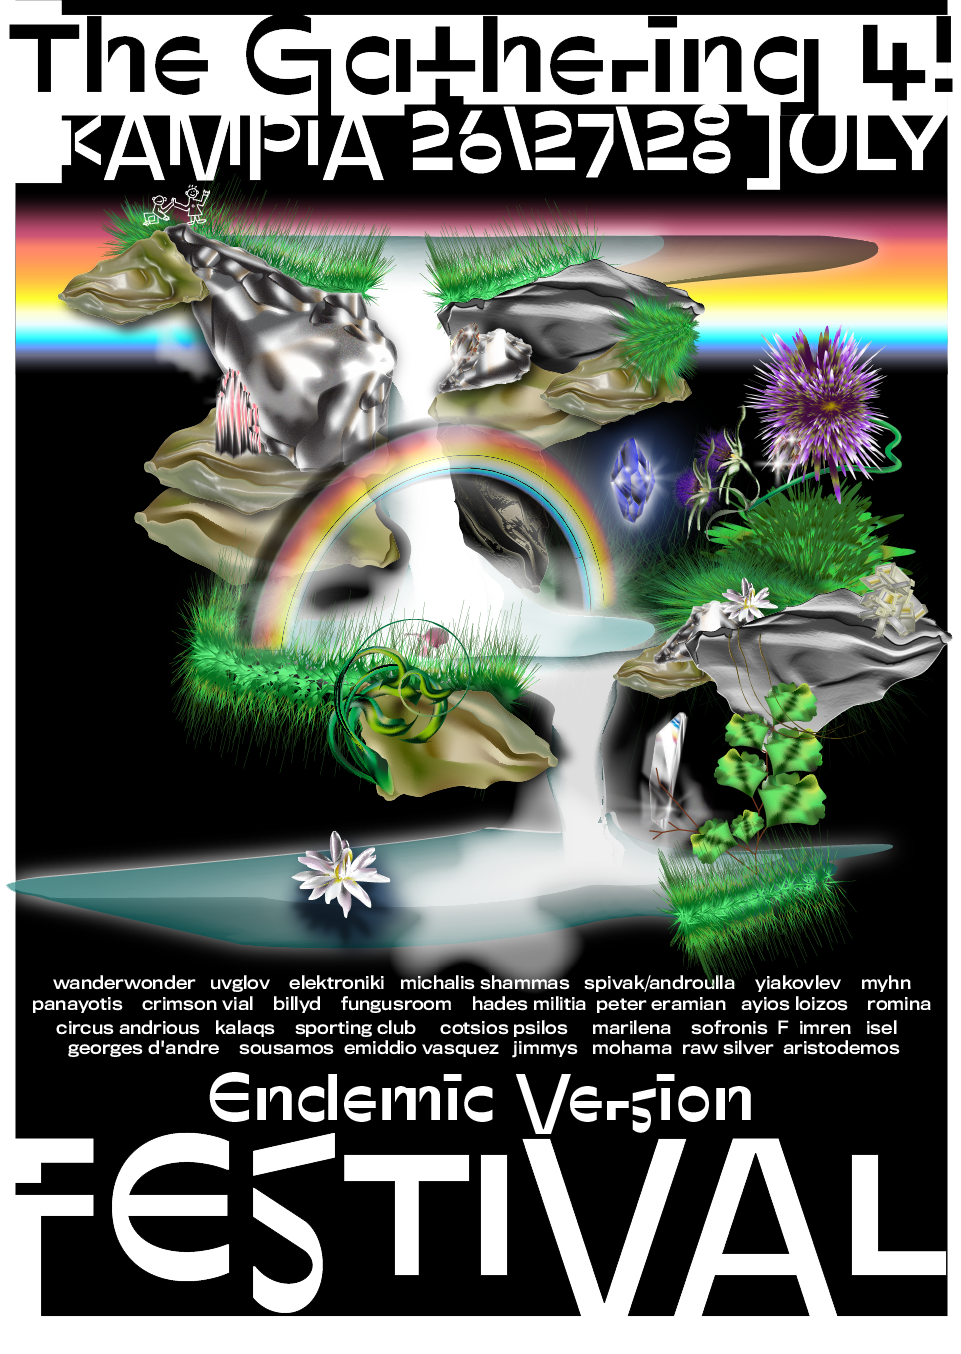 The Gathering 4!
KAMPIA 26\27\28 JULY
wanderwonder uvglov elektroniki michalis shammas spivak/androulla yiakovlev myhn
panayotis crimson vial billyd fungusroom hades militia peter eramian ayios loizos romina
circus andrious kalaqs sporting club cotsios psilos marilena sofronis F imren isel
georges d'andre sousamos emiddio vasquez jimmys mohama raw silver aristodemos
Endemic Version
FESTIVAL